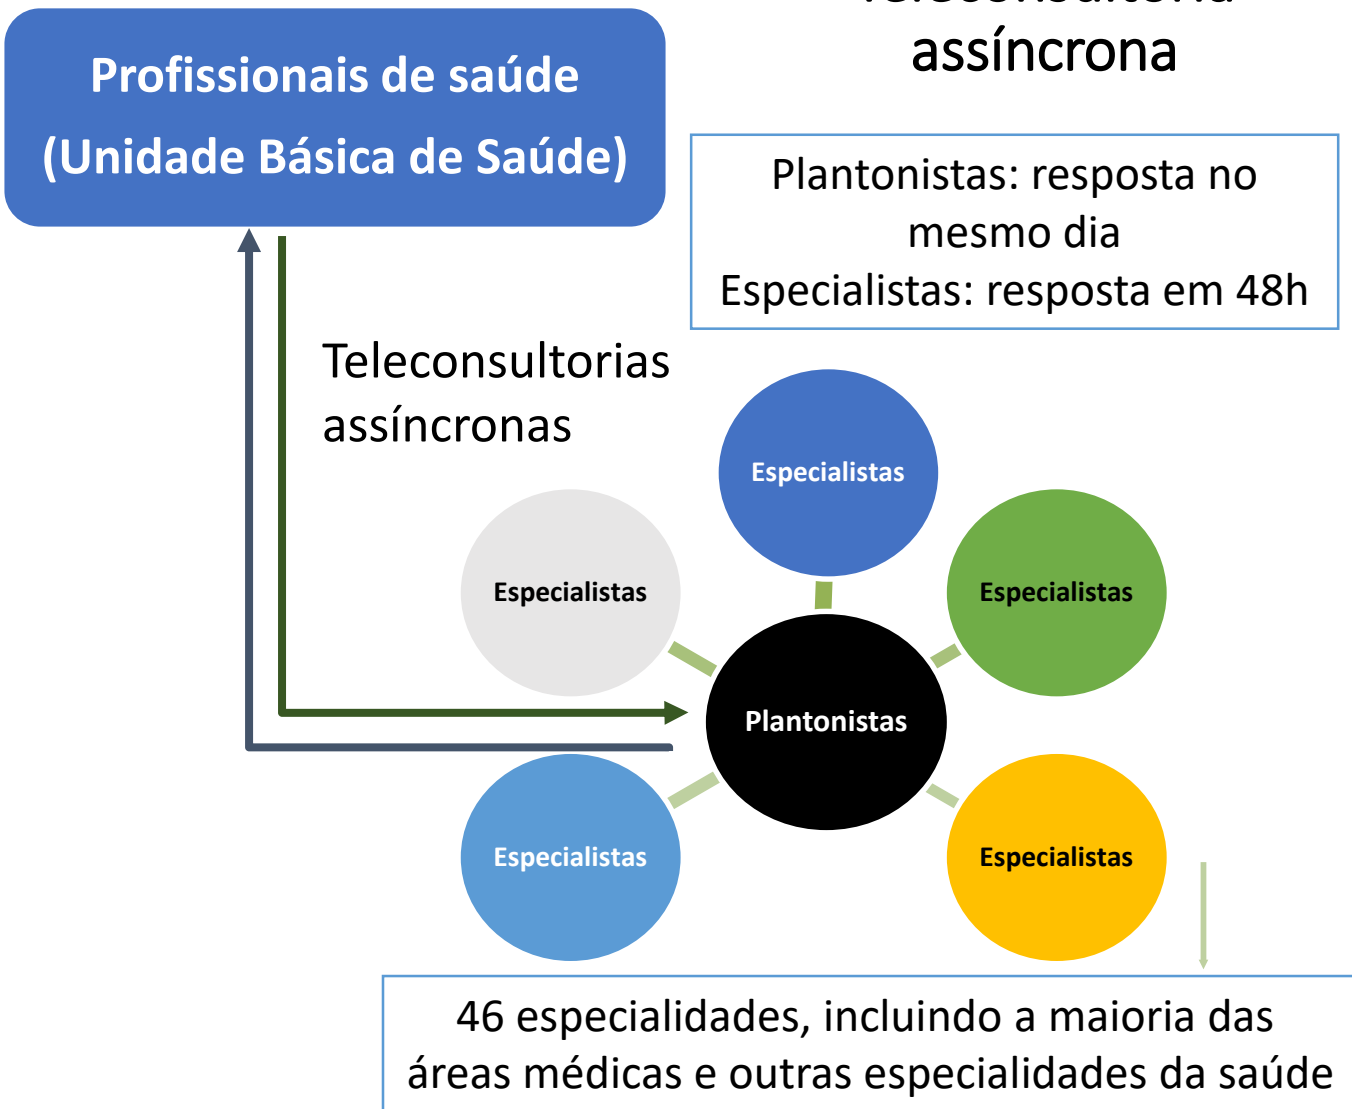 assíncrona
Profissionais de saúde
(Unidade Básica de Saúde)
Plantonistas: resposta no
mesmo dia
Especialistas: resposta em 48h
Teleconsultorias
assíncronas
Especialistas
Especialistas
Especialistas
Plantonistas
Especialistas
Especialistas
46 especialidades, incluindo a maioria das
áreas médicas e outras especialidades da saúde